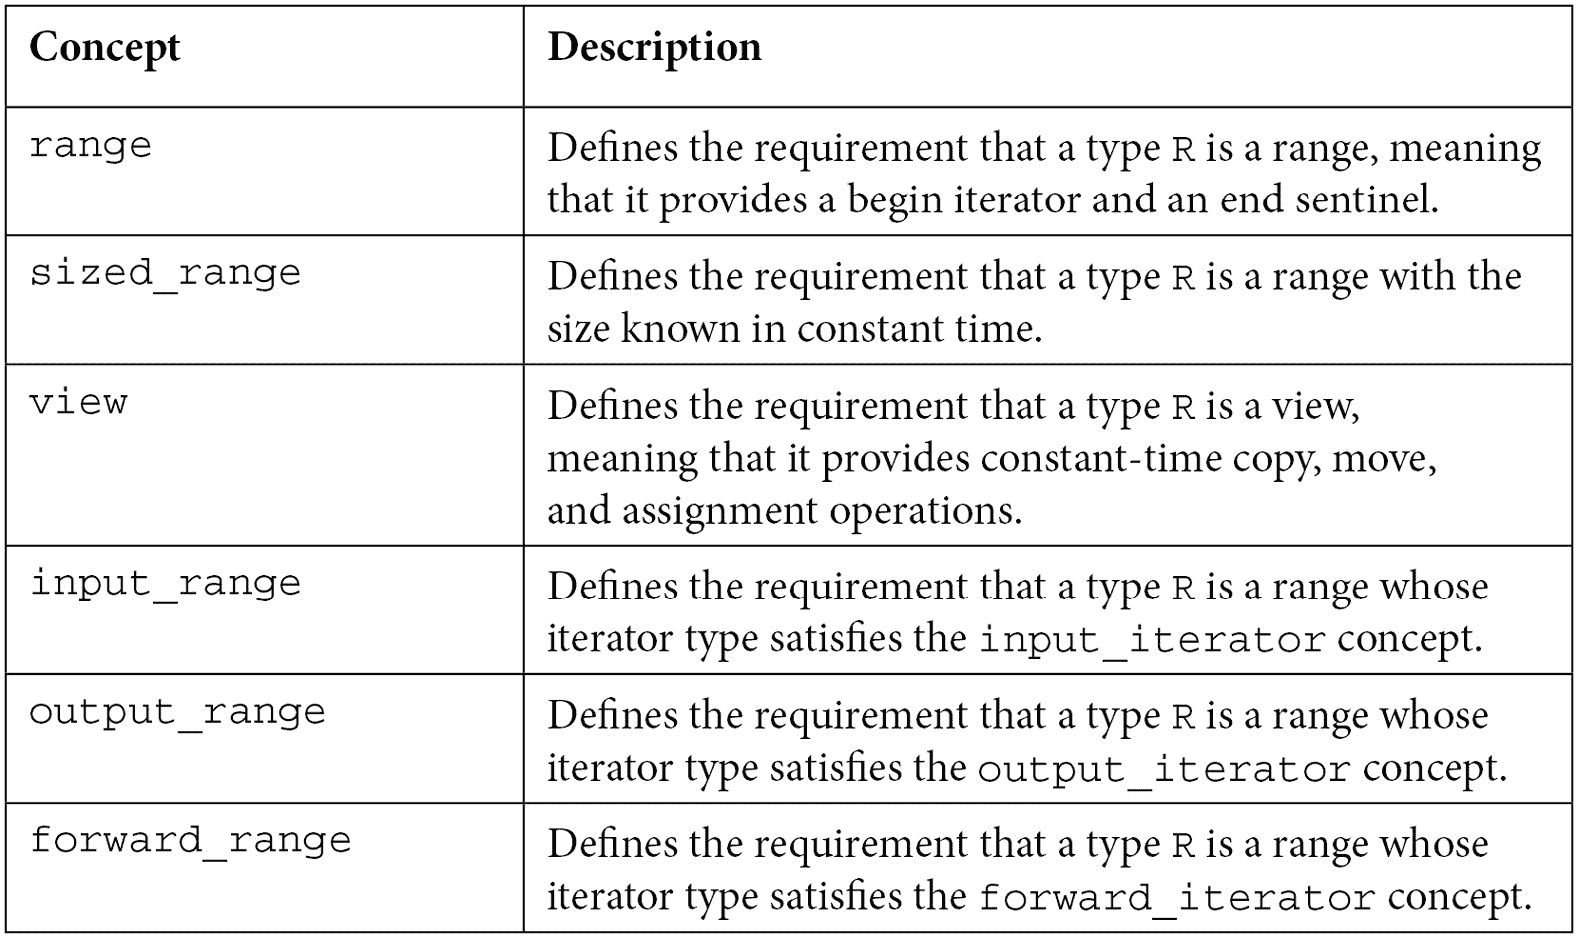 Concept Description
range Defines the requirement that a type R is a range, meaning
that it provides a begin iterator and an end sentinel.
sized_range Defines the requirement that a type R is a range with the
size known in constant time.
view Defines the requirement that a type R is a view,
meaning that it provides constant-time copy, move,
and assignment operations.
input_range Defines the requirement that a type R is a range whose
iterator type satisfies the input_iterator concept.
output_range Defines the requirement that a type R is a range whose
iterator type satisfies the output_iterator concept.
forward_range Defines the requirement that a type R is a range whose
iterator type satisfies the forward_iterator concept.